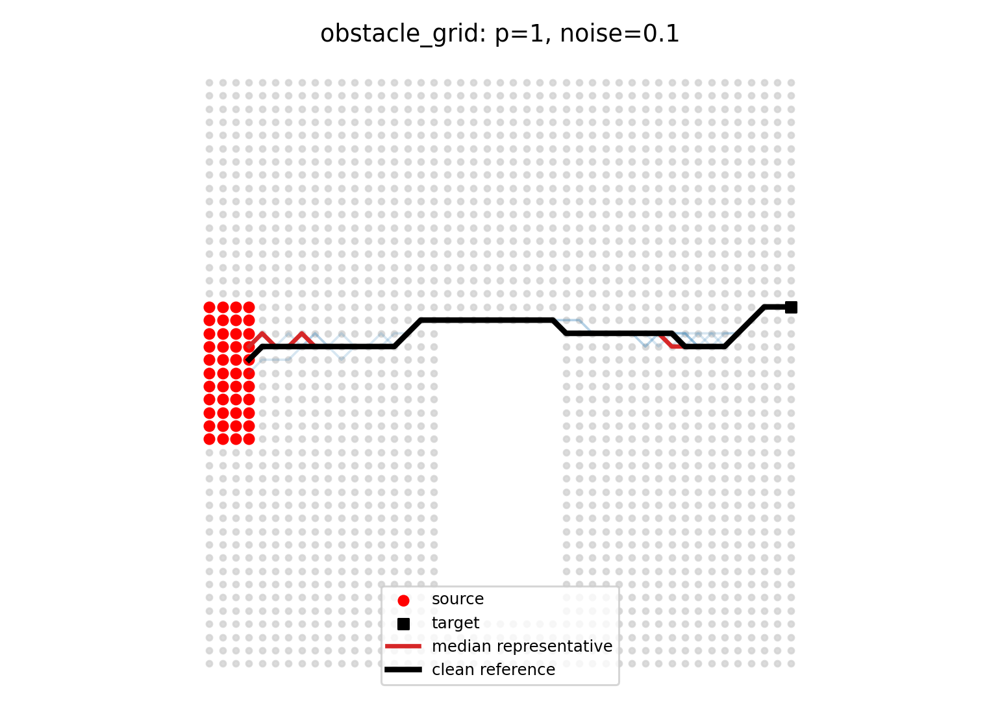 obstacle_grid: p=1, noise=0.1
source
target
median representative
clean reference